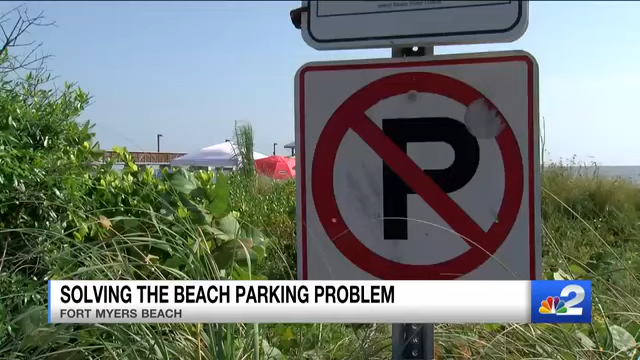 P
SOLVING THE BEACH PARKING PROBLEM
FORT MYERS BEACH
2